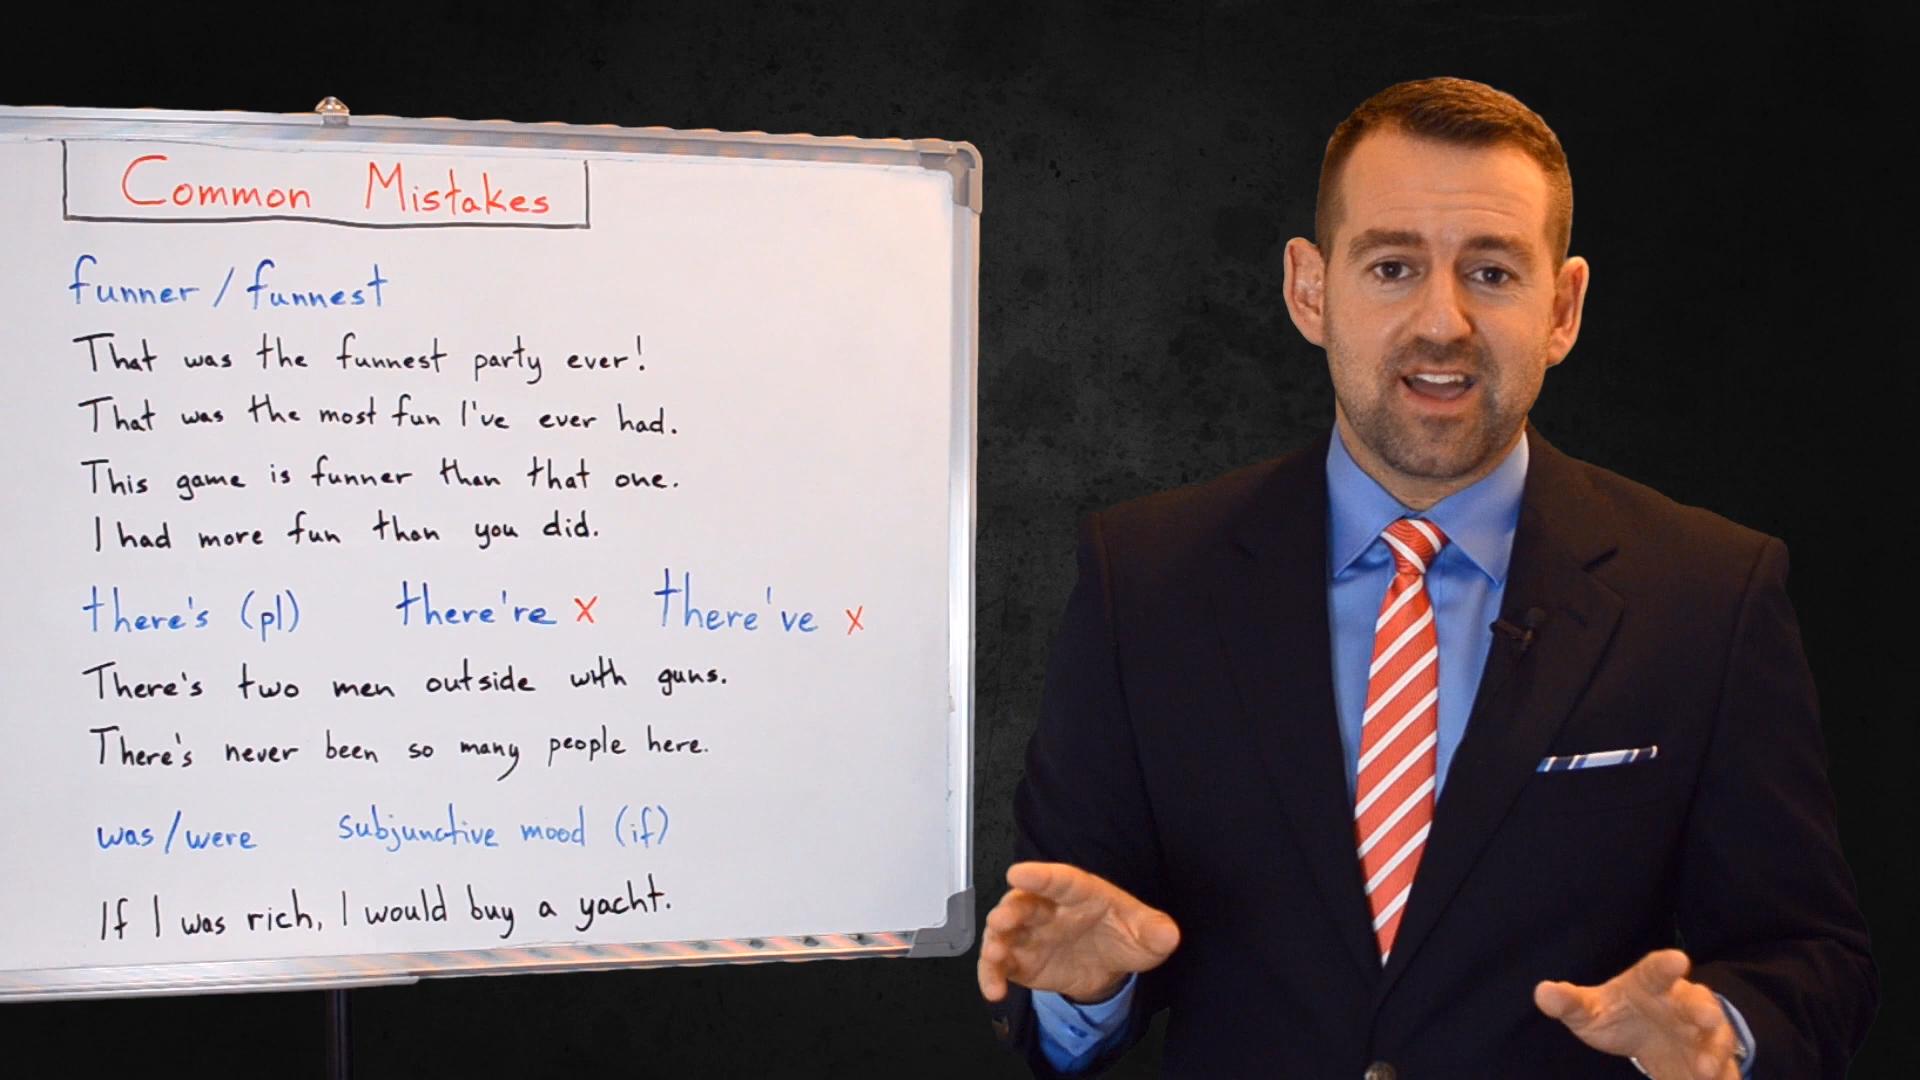 Common Mistakes
funner / funnest
That was the funnest party ever!
That was the most fun I've ever had.
This game is funner than that one.
I had more fun than you did.
there's (pl) there're x there've x
There's two men outside with guns.
There's never been so many people here.
was/were subjunctive mood (if)
If I was rich, I would buy a yacht.